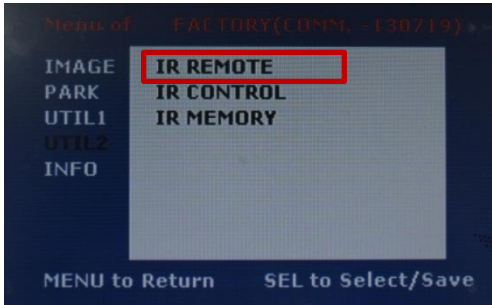 Menu of FACTORY(COMM, -130719)
IMAGE IR REMOTE
PARK IR CONTROL
UTIL1 IR MEMORY
UTIL2
INFO
MENU to Return SEL to Select/Save